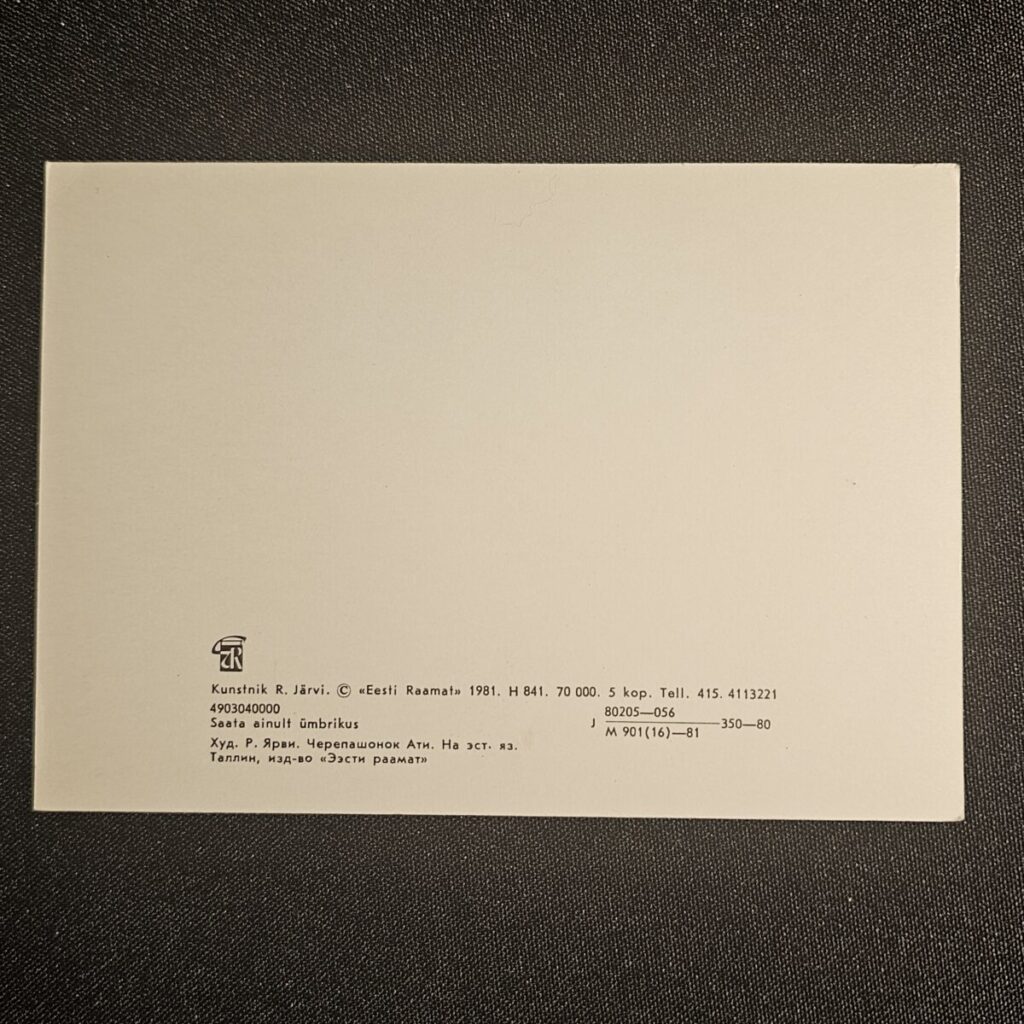 Kunstnik R. Järvi. © «Eesti Raamat» 1981. H 841. 70 000. 5 kop. Tell. 415. 4113221
4903040000
Saata ainult ümbrikus
J 80205—056
M 901(16)—81 —350—80
Худ. Р. Ярви. Черепашонок Ати. На эст. яз.
Таллин, изд-во «Ээсти раамат»